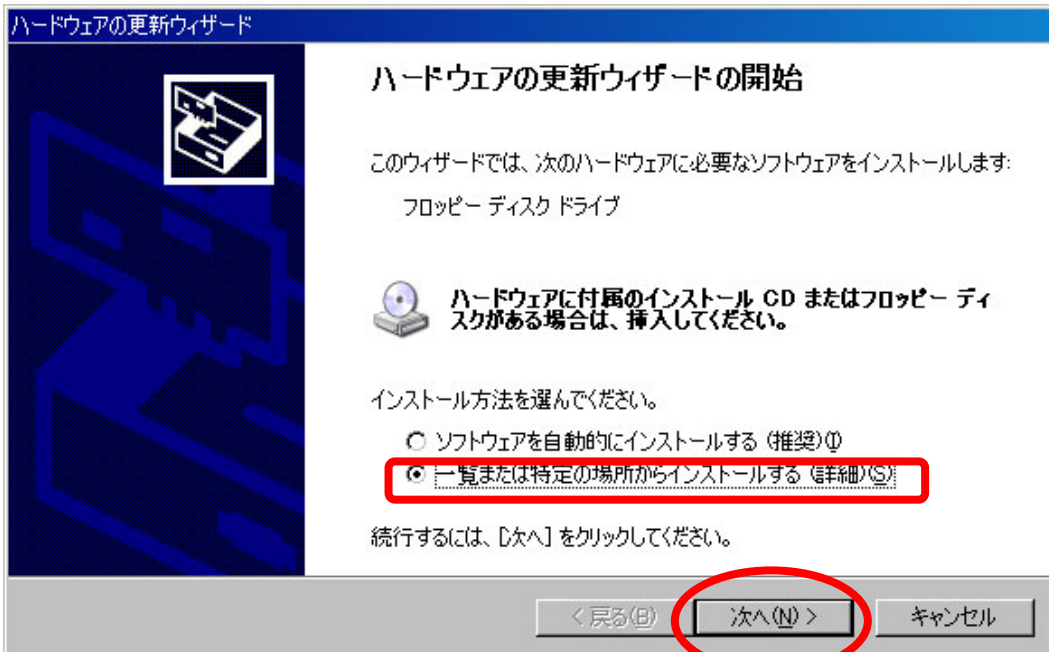 ハードウェアの更新ウィザード
ハードウェアの更新ウィザードの開始
このウィザードでは、次のハードウェアに必要なソフトウェアをインストールします:
フロッピー ディスク ドライブ
ハードウェアに付属のインストール CD またはフロッピー ディ
スクがある場合は、挿入してください。
インストール方法を選んでください。
ソフトウェアを自動的にインストールする (推奨)(I)
一覧または特定の場所からインストールする (詳細)(S)
続行するには、[次へ] をクリックしてください。
< 戻る(B)
次へ(N) >
キャンセル